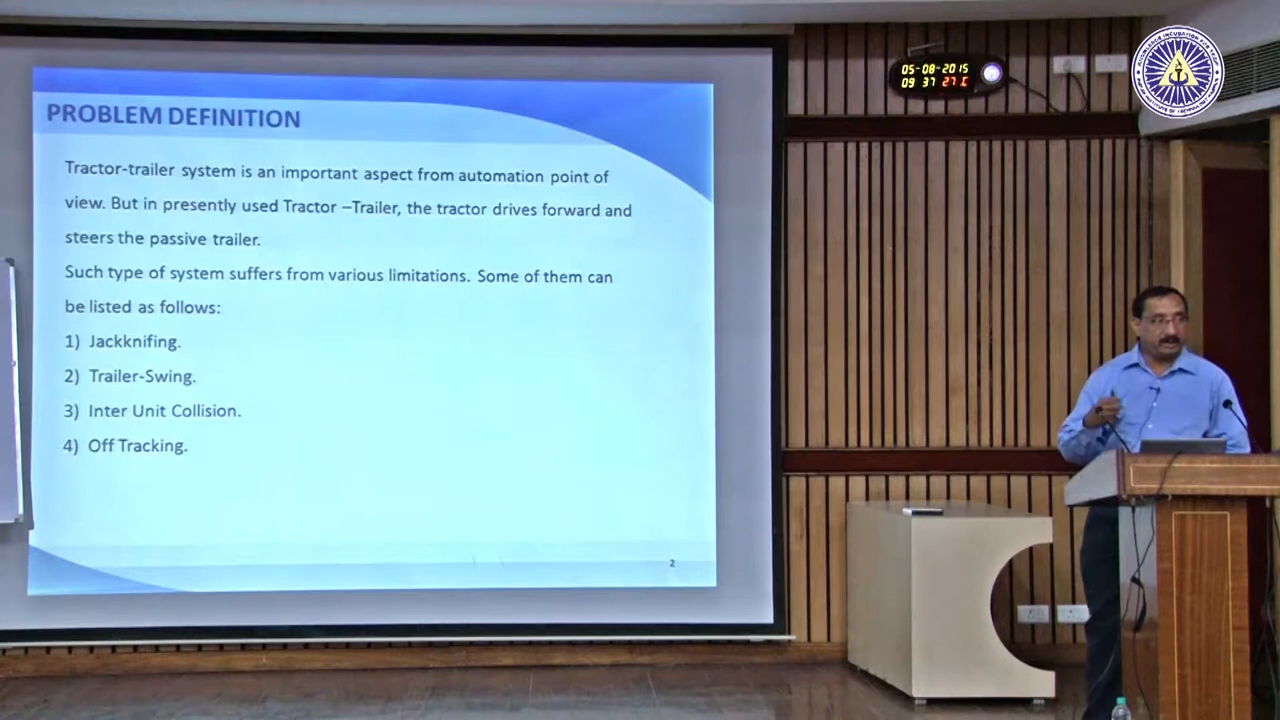 PROBLEM DEFINITION
Tractor-trailer system is an important aspect from automation point of
view. But in presently used Tractor –Trailer, the tractor drives forward and
steers the passive trailer.
Such type of system suffers from various limitations. Some of them can
be listed as follows:
1) Jackknifing.
2) Trailer-Swing.
3) Inter Unit Collision.
4) Off Tracking.
2
05-08-2015
09 37 27